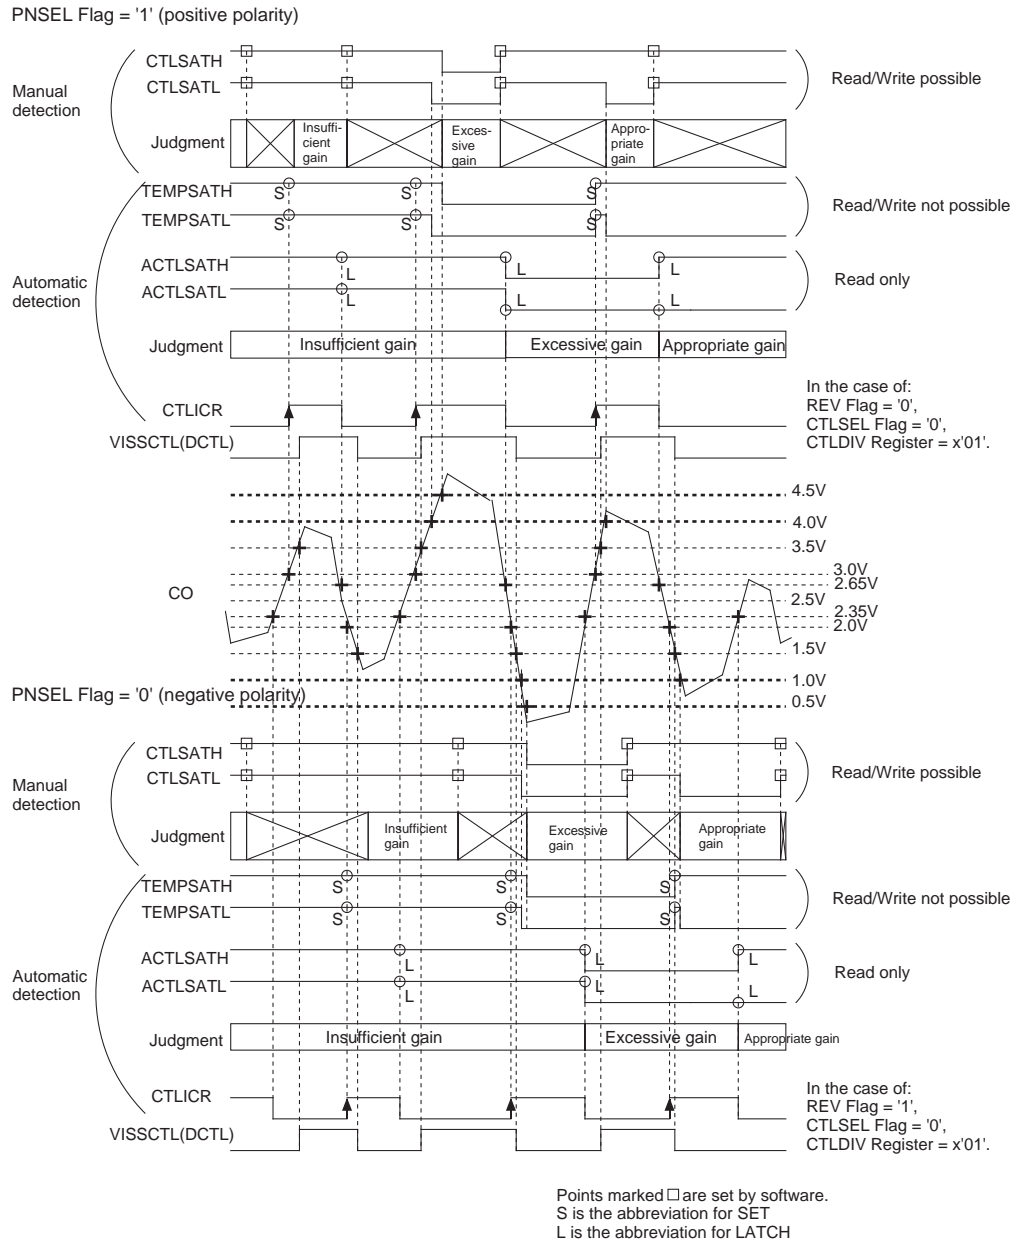 PNSEL Flag = '1' (positive polarity)
CTLSATH
CTLSATL
Manual
detection
Read/Write possible
Judgment
Insuffi-
cient
gain
Exces-
sive
gain
Appro-
priate
gain
TEMPSATH
S
S
S
TEMPSATL
S
S
S
Read/Write not possible
ACTLSATH
L
L
L
ACTLSATL
L
L
L
Read only
Automatic
detection
Judgment
Insufficient gain
Excessive gain
Appropriate gain
CTLICR
VISSCTL(DCTL)
In the case of:
REV Flag = '0',
CTLSEL Flag = '0',
CTLDIV Register = x'01'.
4.5V
4.0V
3.5V
3.0V
2.65V
2.5V
2.35V
2.0V
1.5V
1.0V
0.5V
CO
PNSEL Flag = '0' (negative polarity)
CTLSATH
CTLSATL
Manual
detection
Read/Write possible
Judgment
Insufficient
gain
Excessive
gain
Appropriate
gain
TEMPSATH
S
S
S
TEMPSATL
S
S
S
Read/Write not possible
ACTLSATH
L
L
L
ACTLSATL
L
L
L
Read only
Automatic
detection
Judgment
Insufficient gain
Excessive gain
Appropriate gain
CTLICR
VISSCTL(DCTL)
In the case of:
REV Flag = '1',
CTLSEL Flag = '0',
CTLDIV Register = x'01'.
Points marked □ are set by software.
S is the abbreviation for SET
L is the abbreviation for LATCH